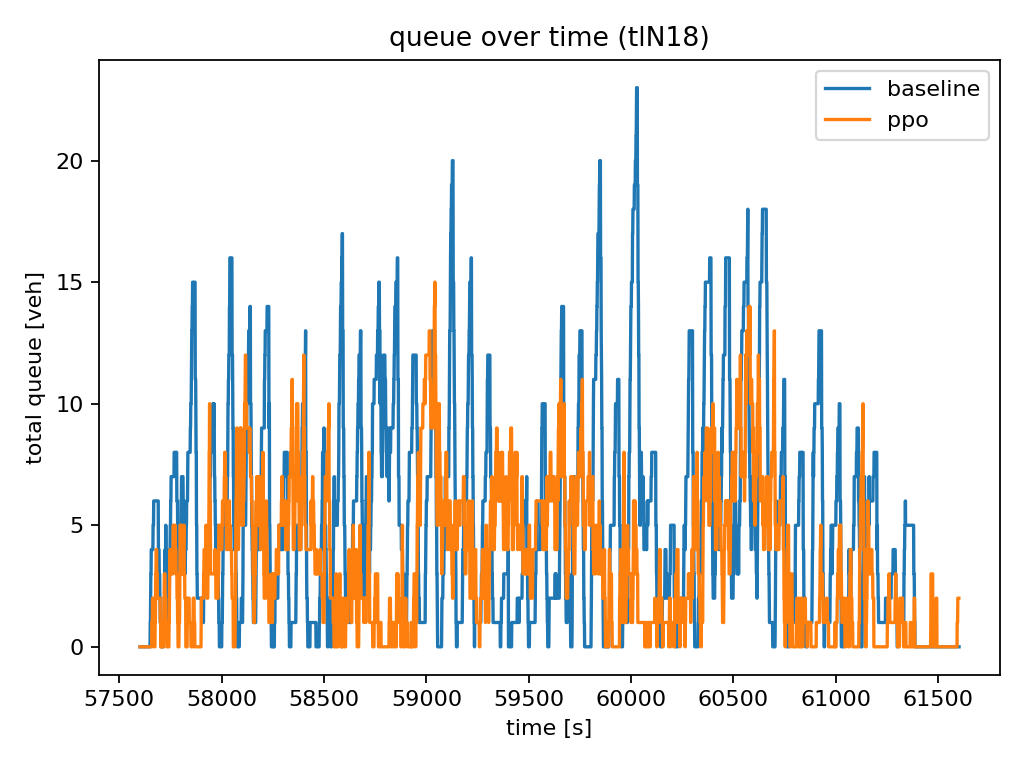 queue over time (tlN18)
baseline
ppo
total queue [veh]
20
15
10
5
0
57500 58000 58500 59000 59500 60000 60500 61000 61500
time [s]